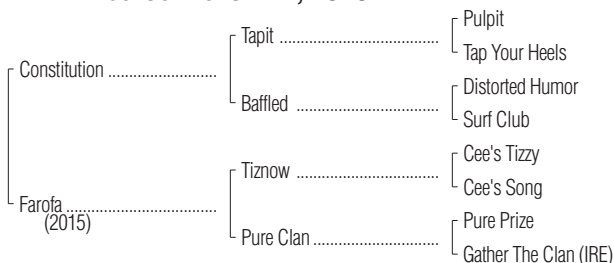 Pulpit
Tapit ........................................
Tap Your Heels
Constitution ...........................
Distorted Humor
Baffled ...................................
Surf Club
Cee's Tizzy
Tiznow ...................................
Cee's Song
Farofa .....................................
(2015)
Pure Prize
Pure Clan ..............................
Gather The Clan (IRE)